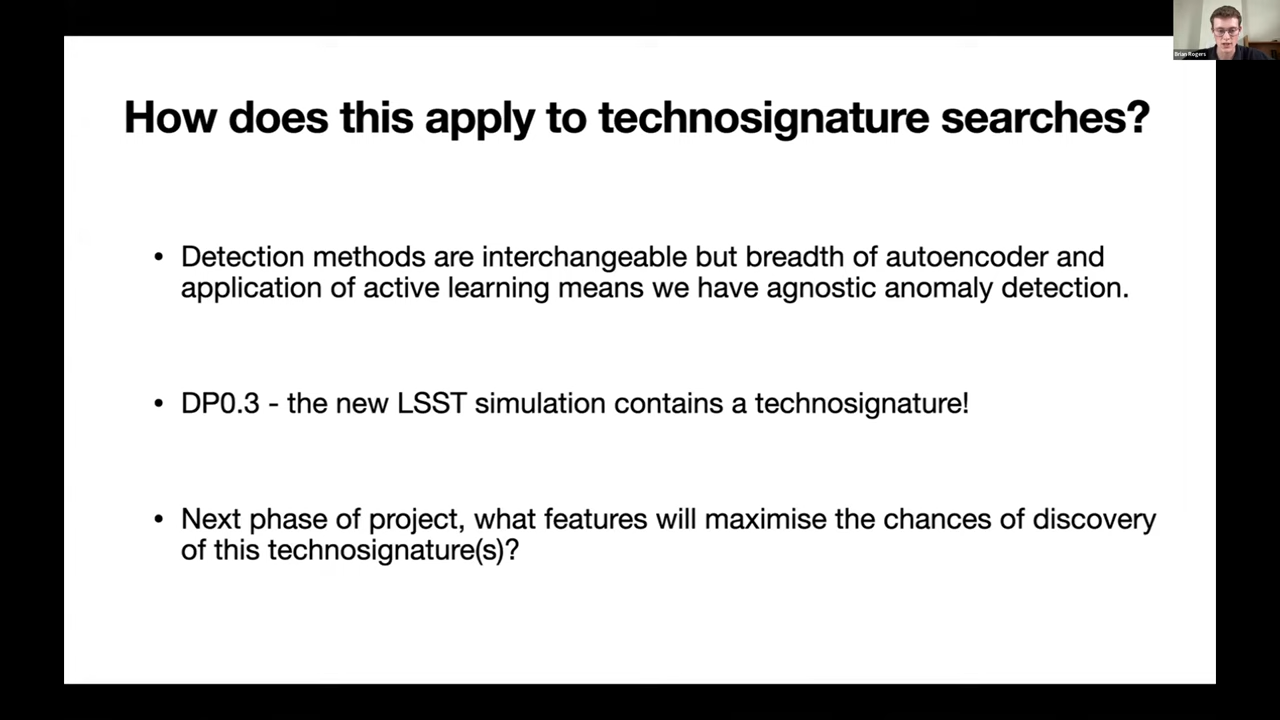 Brian Rogers
How does this apply to technosignature searches?
• Detection methods are interchangeable but breadth of autoencoder and
application of active learning means we have agnostic anomaly detection.
• DP0.3 - the new LSST simulation contains a technosignature!
• Next phase of project, what features will maximise the chances of discovery
of this technosignature(s)?